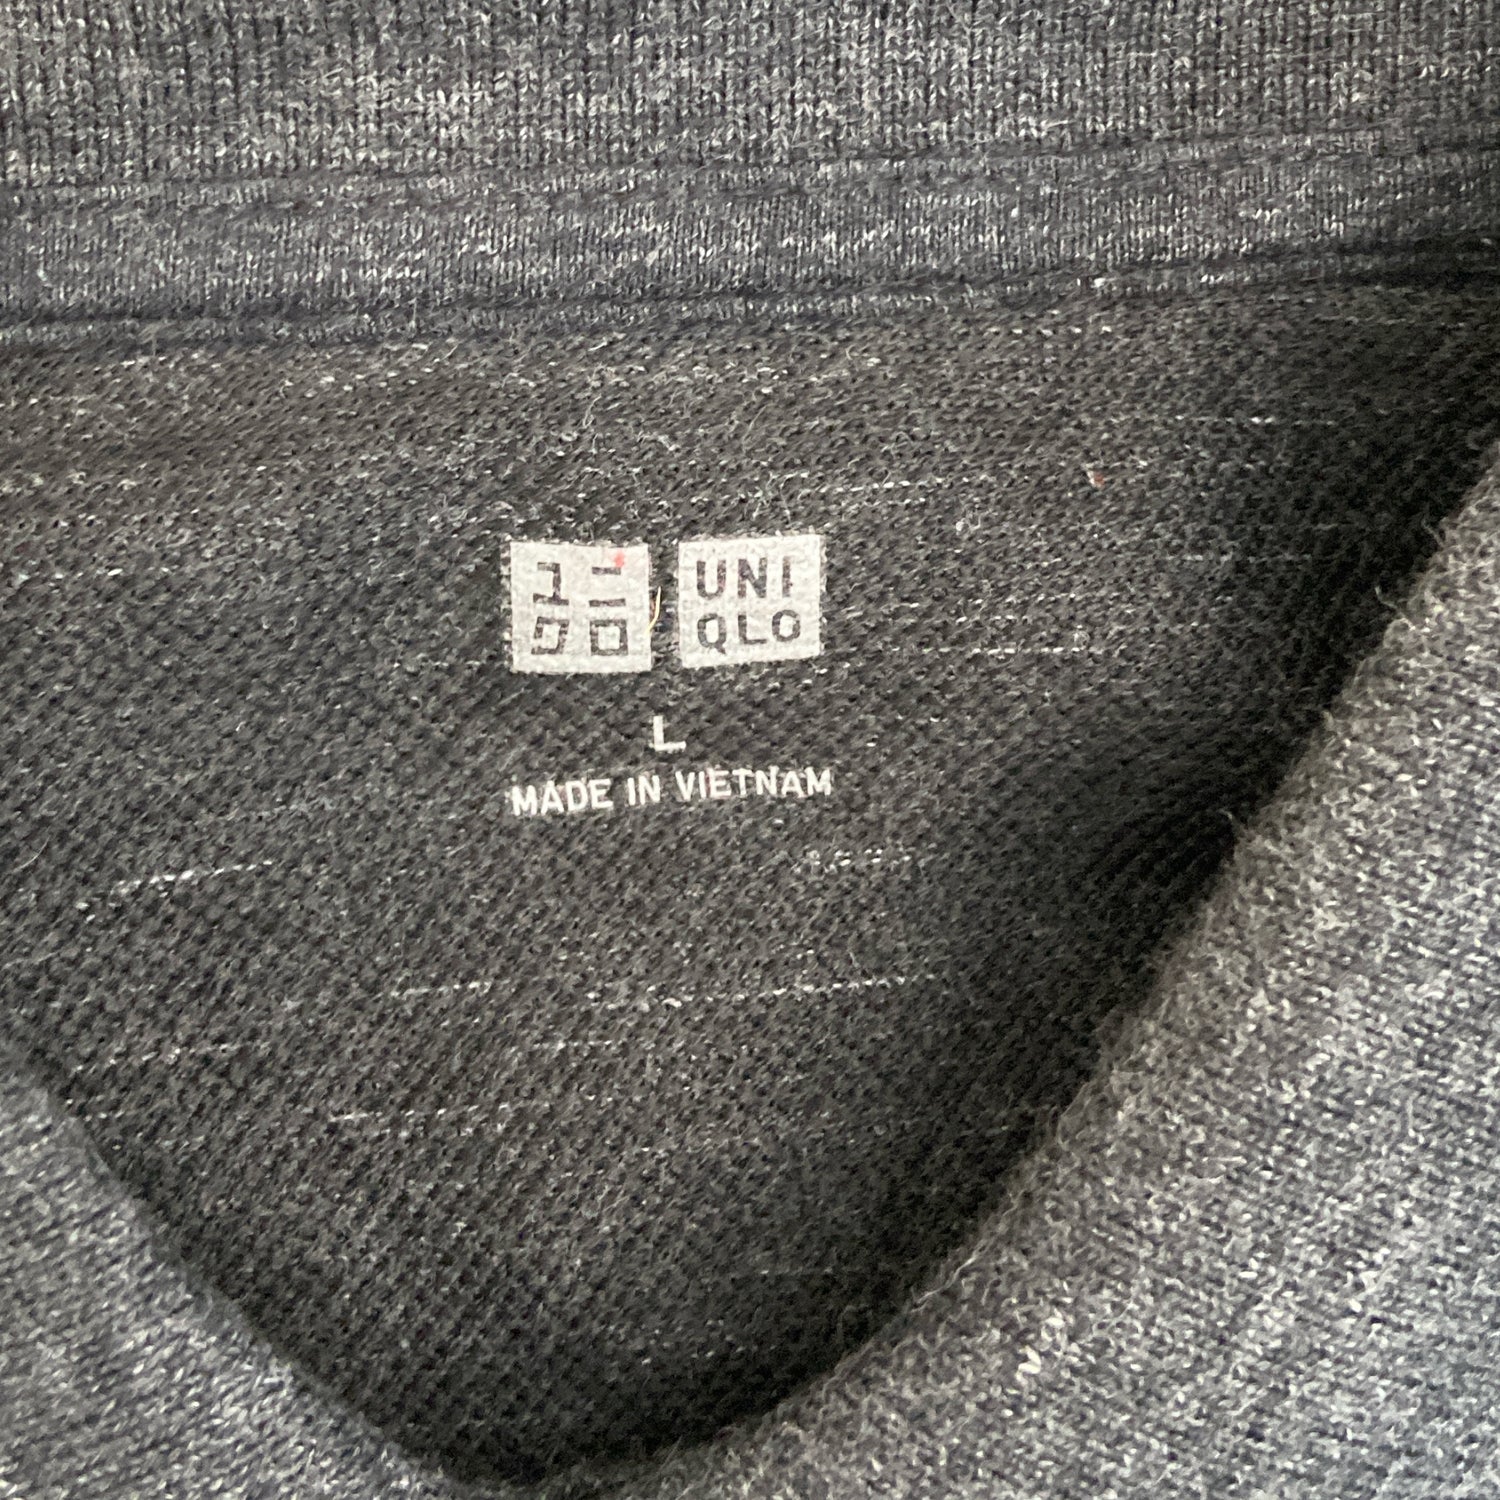 ユニ
クロ
UNI
QLO
L
MADE IN VIETNAM